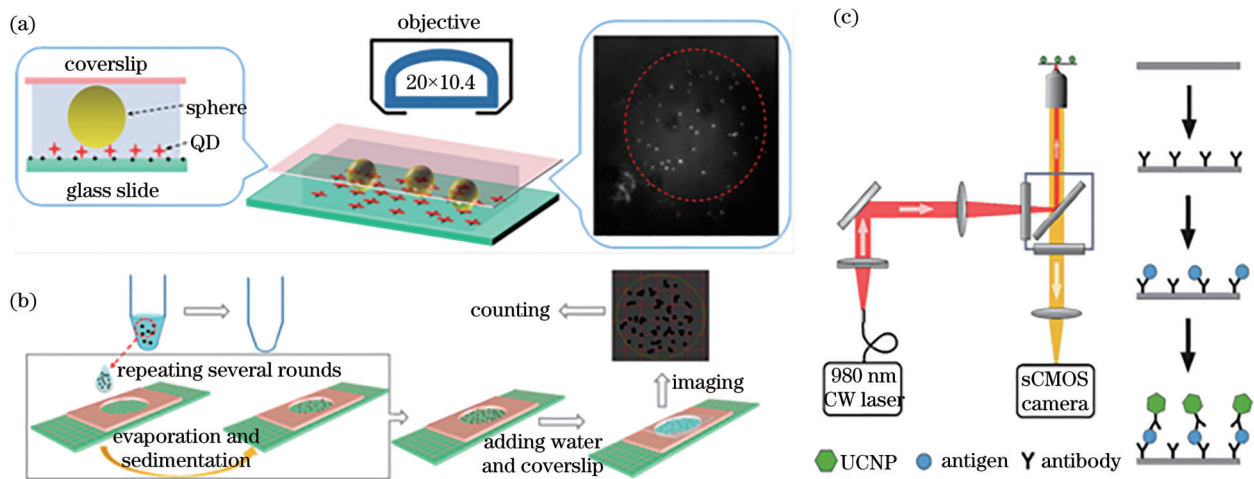 (a)
objective
20×10.4
coverslip
sphere
QD
glass slide
(b)
repeating several rounds
evaporation and
sedimentation
counting
imaging
adding water
and coverslip
(c)
980 nm
CW laser
sCMOS
camera
UCNP
antigen
antibody